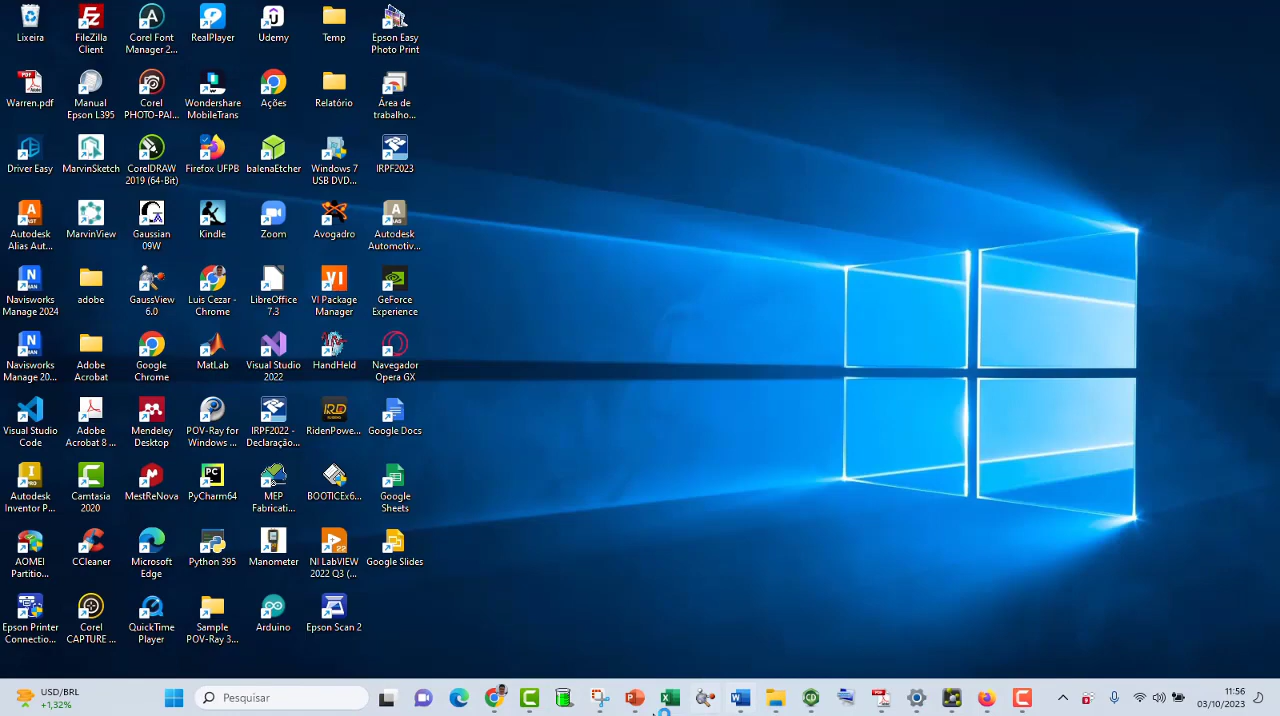 Lixeira
FileZilla
Client
Corel Font
Manager 2...
RealPlayer
Udemy
Temp
Epson Easy
Photo Print
Warren.pdf
Manual
Epson L395
Corel
PHOTO-PAI...
Wondershare
MobileTrans
Ações
Relatório
Área de
trabalho...
Driver Easy
MarvinSketch
CorelDRAW
2019 (64-Bit)
Firefox UFPB
balenaEtcher
Windows 7
USB DVD...
IRPF2023
Autodesk
Alias Aut...
MarvinView
Gaussian
09W
Kindle
Zoom
Avogadro
Autodesk
Automotiv...
Navisworks
Manage 2024
adobe
GaussView
6.0
Luis Cezar -
Chrome
LibreOffice
7.3
VI Package
Manager
GeForce
Experience
Navisworks
Manage 20...
Adobe
Acrobat
Google
Chrome
MatLab
Visual Studio
2022
HandHeld
Navegador
Opera GX
Visual Studio
Code
Adobe
Acrobat 8 ...
Mendeley
Desktop
POV-Ray for
Windows ...
IRPF2022 -
Declaração...
RidenPowe...
Google Docs
Autodesk
Inventor P...
Camtasia
2020
MestReNova
PyCharm64
MEP
Fabricati...
BOOTICEx6...
Google
Sheets
AOMEI
Partitio...
CCleaner
Microsoft
Edge
Python 395
Manometer
NI LabVIEW
2022 Q3 (...
Google Slides
Epson Printer
Connectio...
Corel
CAPTURE ...
QuickTime
Player
Sample
POV-Ray 3...
Arduino
Epson Scan 2
USD/BRL
+1,32%
Pesquisar
11:56
03/10/2023